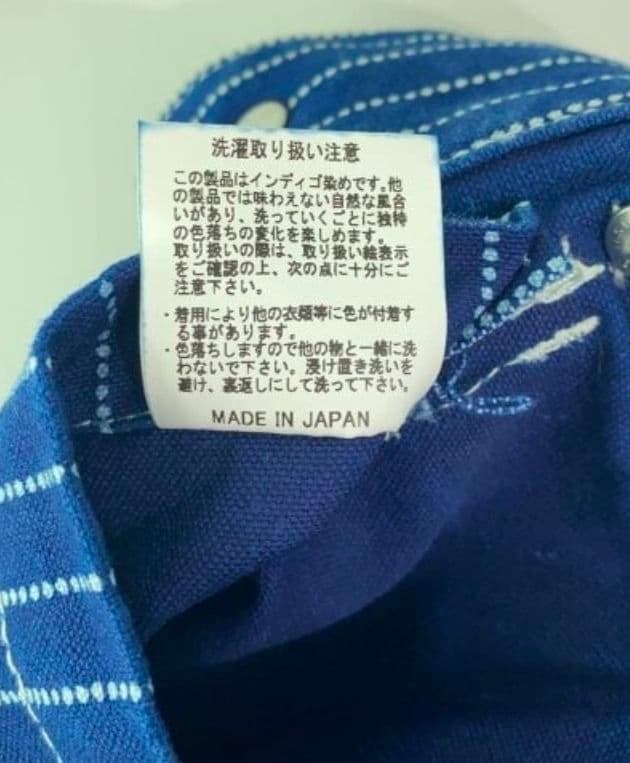 洗濯取り扱い注意
この製品はインディゴ染めです。他
の製品では味わえない自然な風合
いがあり、洗っていくごとに独特
の色落ちの変化を楽しめます。
取り扱いの際は、取り扱い絵表示
をご確認の上、次の点に十分にご
注意下さい。
・着用により他の衣類等に色が付着す
る事があります。
・色落ちしますので他の物と一緒に洗
わないで下さい。浸け置き洗いを
避け、裏返しにして洗って下さい。
MADE IN JAPAN